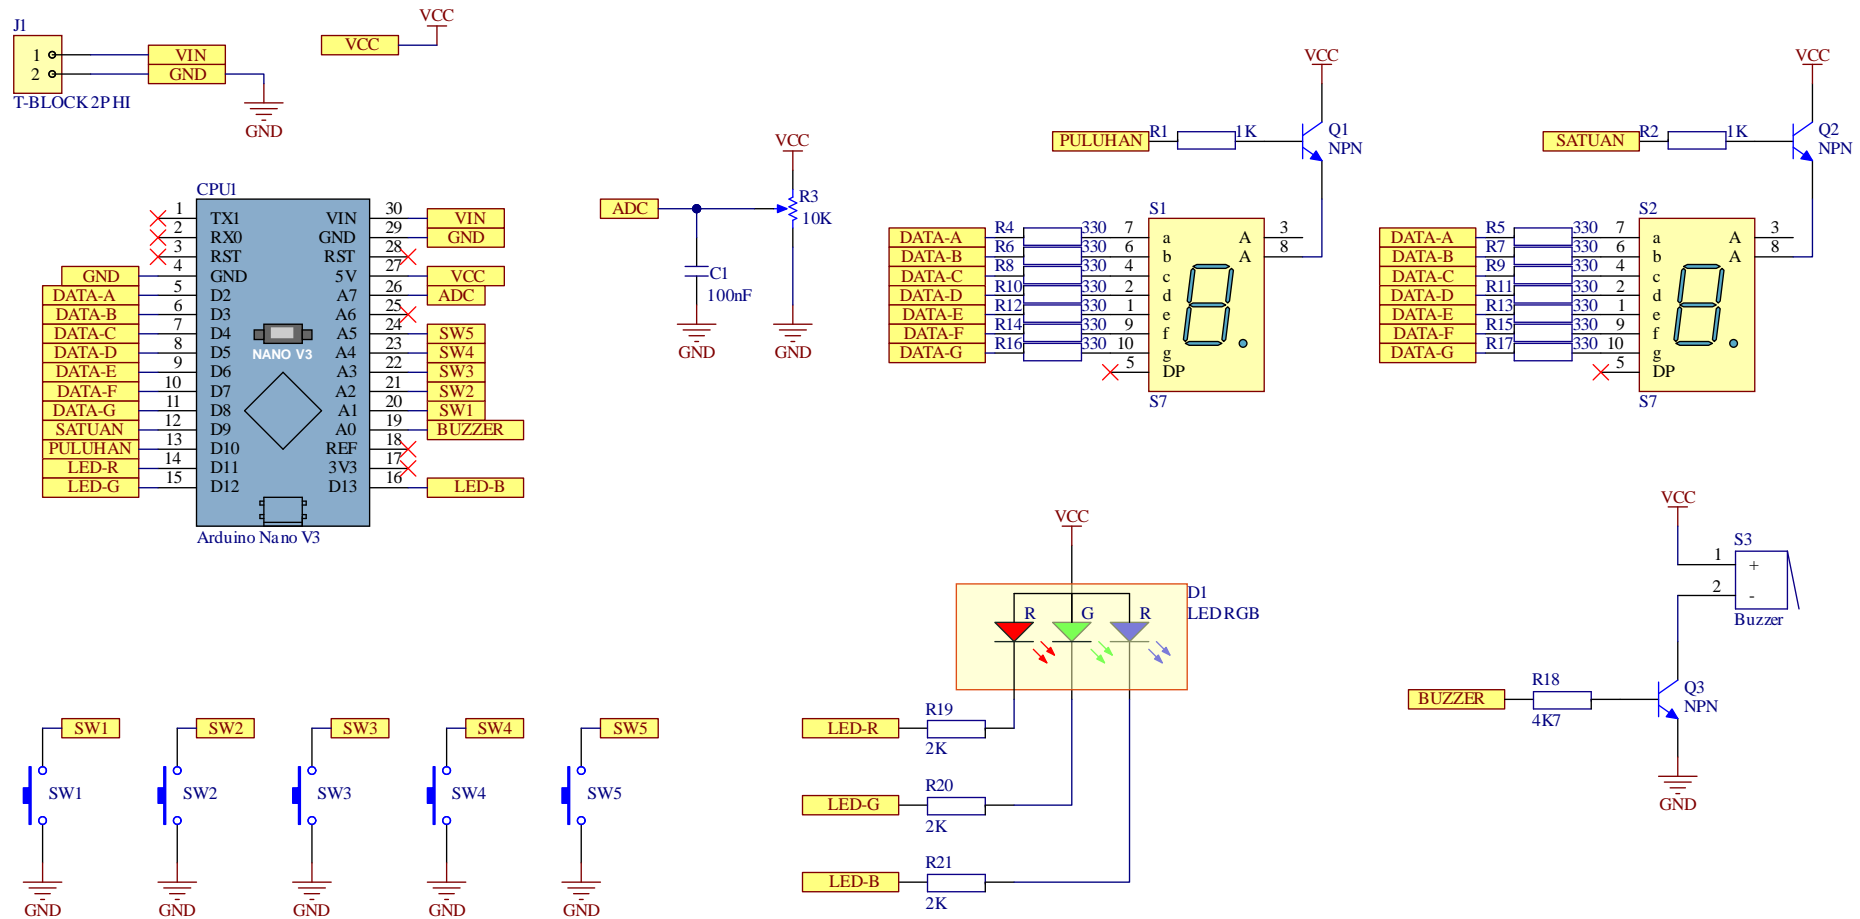 J1
1
2
T-BLOCK 2P HI
VIN
GND
GND
VCC
VCC
CPU1
1 TX1
2 RX0
3 RST
GND 4 GND
DATA-A 5 D2
DATA-B 6 D3
DATA-C 7 D4
DATA-D 8 D5
DATA-E 9 D6
DATA-F 10 D7
DATA-G 11 D8
SATUAN 12 D9
PULUHAN 13 D10
LED-R 14 D11
LED-G 15 D12
VIN 30 VIN
GND 29 GND
RST 28
5V 27 VCC
A7 26 ADC
A6 25
A5 24 SW5
A4 23 SW4
A3 22 SW3
A2 21 SW2
A1 20 SW1
A0 19 BUZZER
REF 18
3V3 17
D13 16 LED-B
NANO V3
Arduino Nano V3
ADC
C1
100nF
GND
VCC
R3
10K
GND
VCC
PULUHAN R1 1K
Q1
NPN
S1
DATA-A R4 330 7 a
DATA-B R6 330 6 b
DATA-C R8 330 4 c
DATA-D R10 330 2 d
DATA-E R12 330 1 e
DATA-F R14 330 9 f
DATA-G R16 330 10 g
5 DP
A 3
A 8
S7
VCC
SATUAN R2 1K
Q2
NPN
S2
DATA-A R5 330 7 a
DATA-B R7 330 6 b
DATA-C R9 330 4 c
DATA-D R11 330 2 d
DATA-E R13 330 1 e
DATA-F R15 330 9 f
DATA-G R17 330 10 g
5 DP
A 3
A 8
S7
SW1
SW1
GND
SW2
SW2
GND
SW3
SW3
GND
SW4
SW4
GND
SW5
SW5
GND
VCC
D1
LED RGB
R G R
LED-R R19
2K
LED-G R20
2K
LED-B R21
2K
VCC
S3
1 +
2 -
Buzzer
BUZZER R18
4K7
Q3
NPN
GND